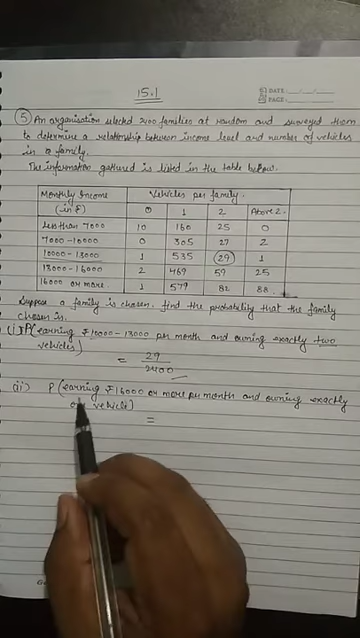 15.1
DATE
PAGE
(5) An organisation selected 2400 families at random and surveyed them
to determine a relationship between income level and number of vehicles
in a family.
The information gathered is listed in the table below.
Monthly Income (in ₹) Vehicles per family
0 1 2 Above 2
Less than 7000 10 160 25 0
7000-10000 0 305 27 2
10000-13000 1 535 29 1
13000-16000 2 469 59 25
16000 or more 1 579 82 88
Suppose a family is chosen. find the probability that the family
chosen is.
(i) P(earning ₹10000-13000 per month and owning exactly two
vehicles)
= 29/2400
(ii) P(earning ₹16000 or more per month and owning exactly
vehicle)
=